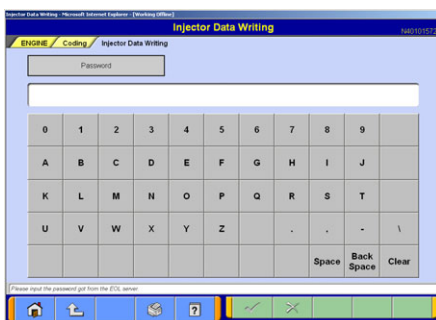 Injector Data Writing - Microsoft Internet Explorer - [Working Offline]
Injector Data Writing
N40101572
ENGINE Coding Injector Data Writing
Password
0 1 2 3 4 5 6 7 8 9
A B C D E F G H I J
K L M N O P Q R S T
U V W X Y Z . . - \
Space Back Space Clear
Please input the password got from the EOL server.
?